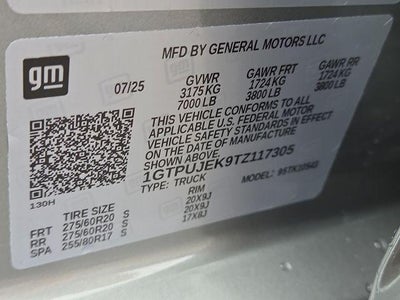 gm
MFD BY GENERAL MOTORS LLC
07/25 GVWR GAWR FRT GAWR RR
3175 KG 1724 KG 1724 KG
7000 LB 3800 LB 3800 LB
THIS VEHICLE CONFORMS TO ALL
APPLICABLE U.S. FEDERAL MOTOR
VEHICLE SAFETY STANDARDS IN EFFECT
ON THE DATE OF MANUFACTURE
SHOWN ABOVE.
1GTPUJEK9TZ117305
TYPE: TRUCK MODEL:
130H
TIRE SIZE RIM
FRT 275/60R20 S 20X9J
RR 275/60R20 S 20X9J
SPA 255/80R17 S 17X8J